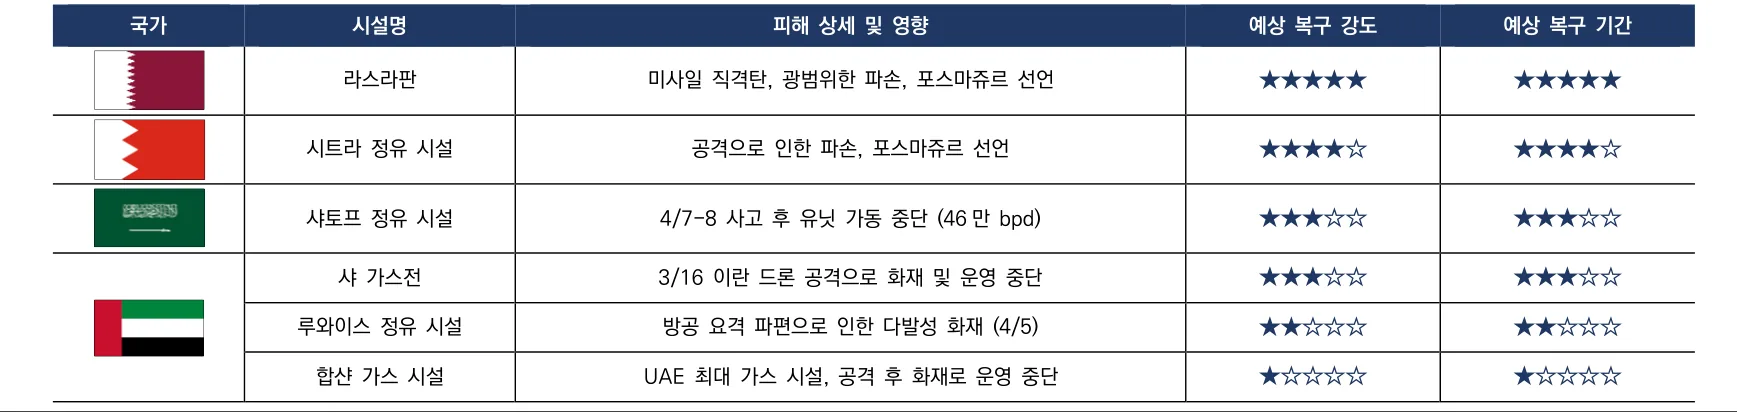 국가 시설명 피해 상세 및 영향 예상 복구 강도 예상 복구 기간
라스라판 미사일 직격탄, 광범위한 파손, 포스마쥬르 선언 ★★★★★ ★★★★★
시트라 정유 시설 공격으로 인한 파손, 포스마쥬르 선언 ★★★★☆ ★★★★☆
샤토프 정유 시설 4/7-8 사고 후 유닛 가동 중단 (46만 bpd) ★★★☆☆ ★★★☆☆
샤 가스전 3/16 이란 드론 공격으로 화재 및 운영 중단 ★★★☆☆ ★★★☆☆
루와이스 정유 시설 방공 요격 파편으로 인한 다발성 화재 (4/5) ★★☆☆☆ ★★☆☆☆
합샨 가스 시설 UAE 최대 가스 시설, 공격 후 화재로 운영 중단 ★☆☆☆☆ ★☆☆☆☆